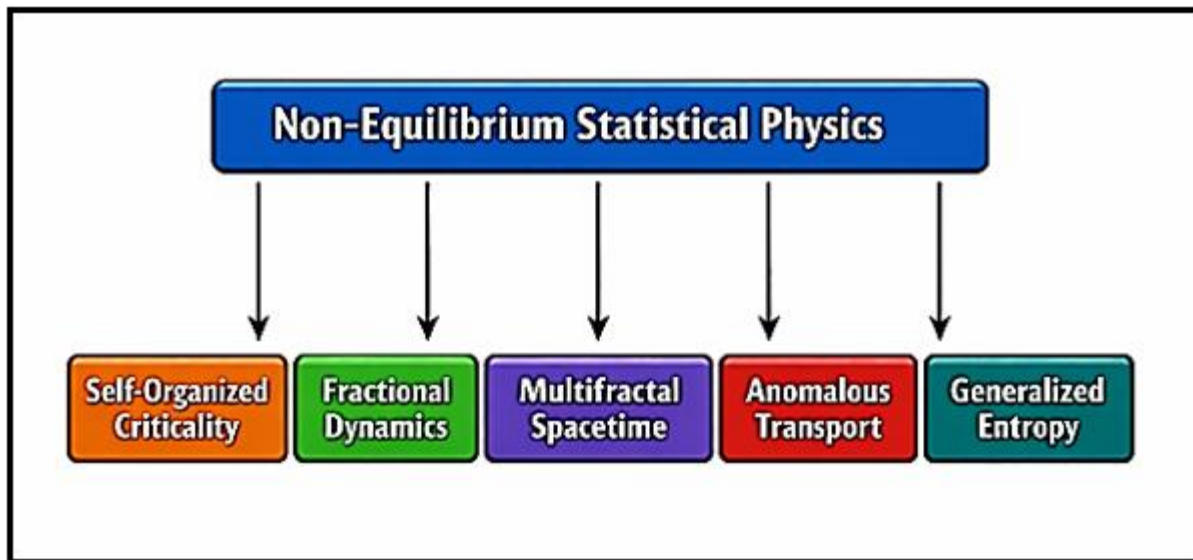 Non-Equilibrium Statistical Physics
Self-Organized
Criticality
Fractional
Dynamics
Multifractal
Spacetime
Anomalous
Transport
Generalized
Entropy